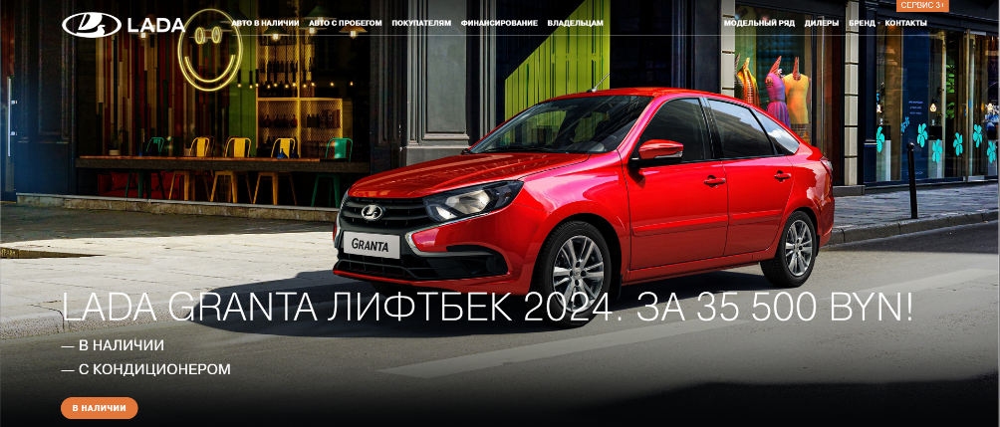 СЕРВИС 3+
LADA
АВТО В НАЛИЧИИ АВТО С ПРОБЕГОМ ПОКУПАТЕЛЯМ ФИНАНСИРОВАНИЕ ВЛАДЕЛЬЦАМ МОДЕЛЬНЫЙ РЯД ДИЛЕРЫ БРЕНД КОНТАКТЫ
GRANTA
LADA GRANTA ЛИФТБЕК 2024. ЗА 35 500 BYN!
— В НАЛИЧИИ
— С КОНДИЦИОНЕРОМ
В НАЛИЧИИ